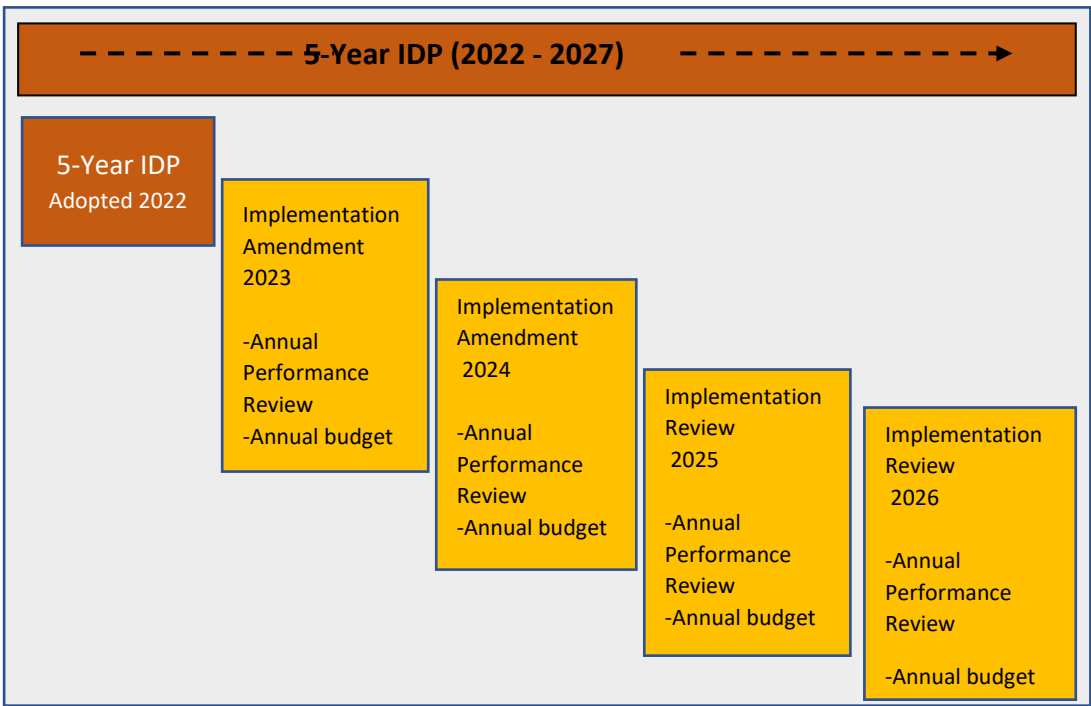 5-Year IDP (2022 - 2027)
5-Year IDP
Adopted 2022
Implementation
Amendment
2023
-Annual
Performance
Review
-Annual budget
Implementation
Amendment
2024
-Annual
Performance
Review
-Annual budget
Implementation
Review
2025
-Annual
Performance
Review
-Annual budget
Implementation
Review
2026
-Annual
Performance
Review
-Annual budget